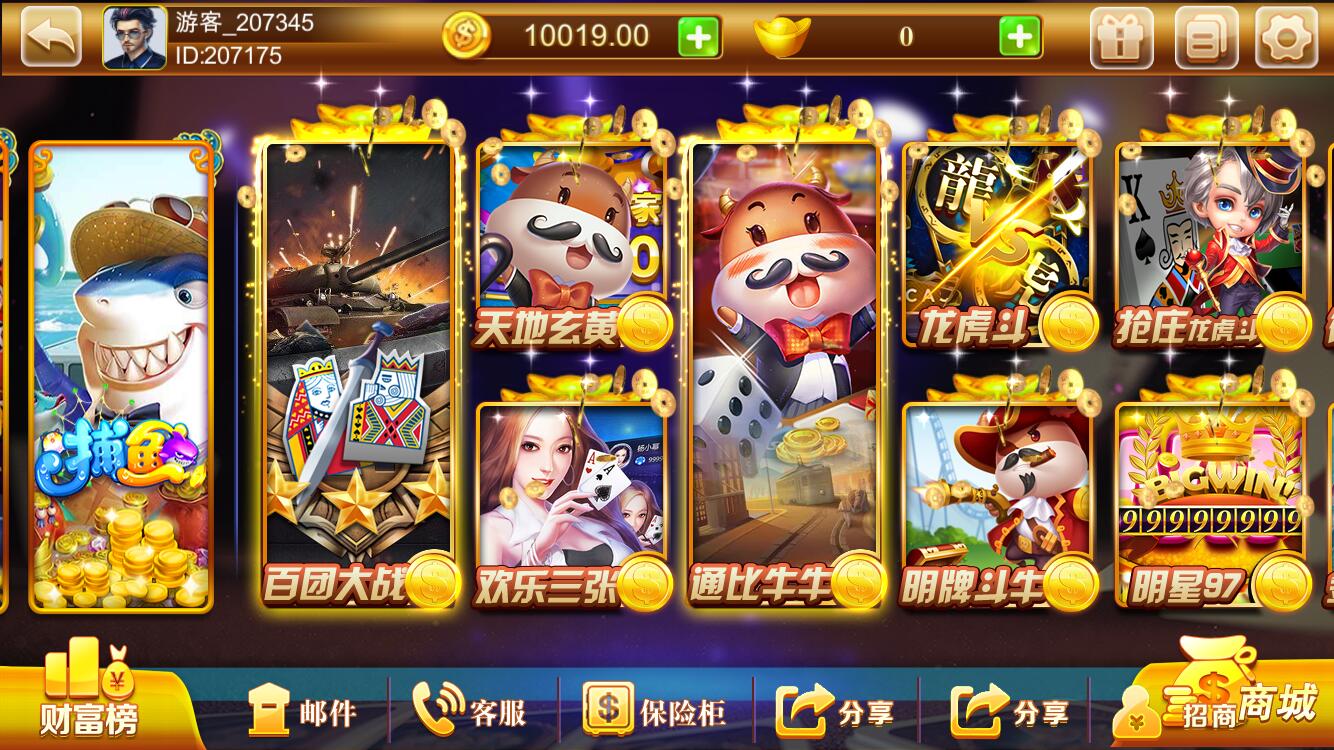 游客_207345
ID:207175
10019.00
0
捕鱼
百团大战
天地玄黄
欢乐三张
通比牛牛
龍
VS
龙虎斗
明牌斗牛
K
抢庄龙虎斗
BIGWIN!
99999999
明星97
财富榜
邮件
客服
保险柜
分享
分享
招商
商城